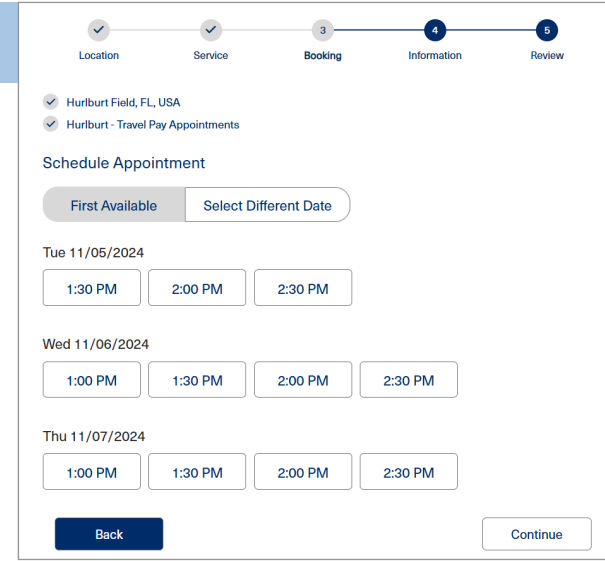 3 4 5
Location Service Booking Information Review
Hurlburt Field, FL, USA
Hurlburt - Travel Pay Appointments
Schedule Appointment
First Available Select Different Date
Tue 11/05/2024
1:30 PM 2:00 PM 2:30 PM
Wed 11/06/2024
1:00 PM 1:30 PM 2:00 PM 2:30 PM
Thu 11/07/2024
1:00 PM 1:30 PM 2:00 PM 2:30 PM
Back Continue